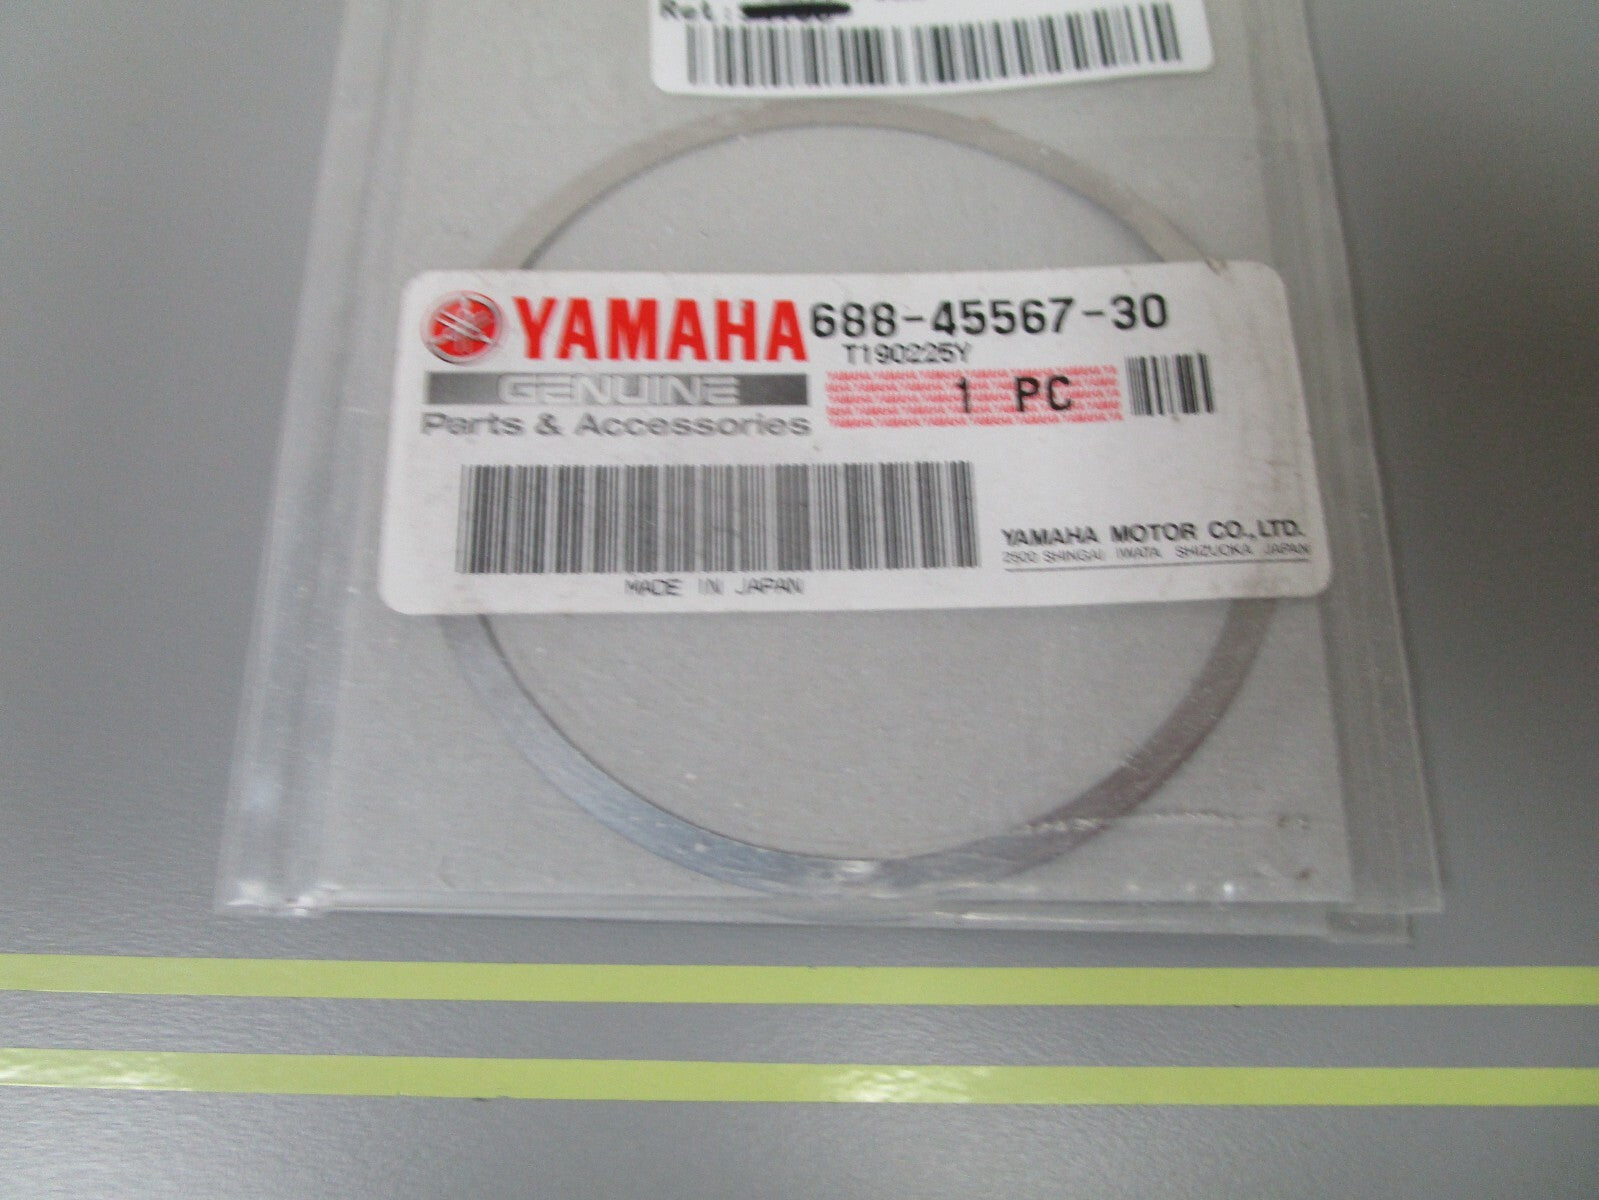 Ref:
YAMAHA 688-45567-30
T190225Y
GENUINE
1 PC
Parts & Accessories
YAMAHA MOTOR CO.,LTD.
2500 SHINGAI IWATA SHIZUOKA JAPAN
MADE IN JAPAN